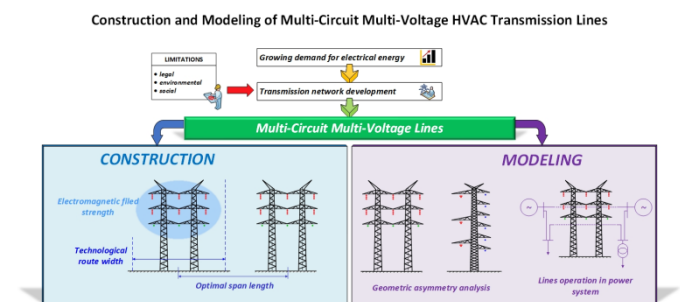 Construction and Modeling of Multi-Circuit Multi-Voltage HVAC Transmission Lines
LIMITATIONS
• legal
• environmental
• social
Growing demand for electrical energy
Transmission network development
Multi-Circuit Multi-Voltage Lines
CONSTRUCTION
Electromagnetic filed
strength
Technological
route width
Optimal span length
MODELING
~
~
Geometric asymmetry analysis
Lines operation in power
system